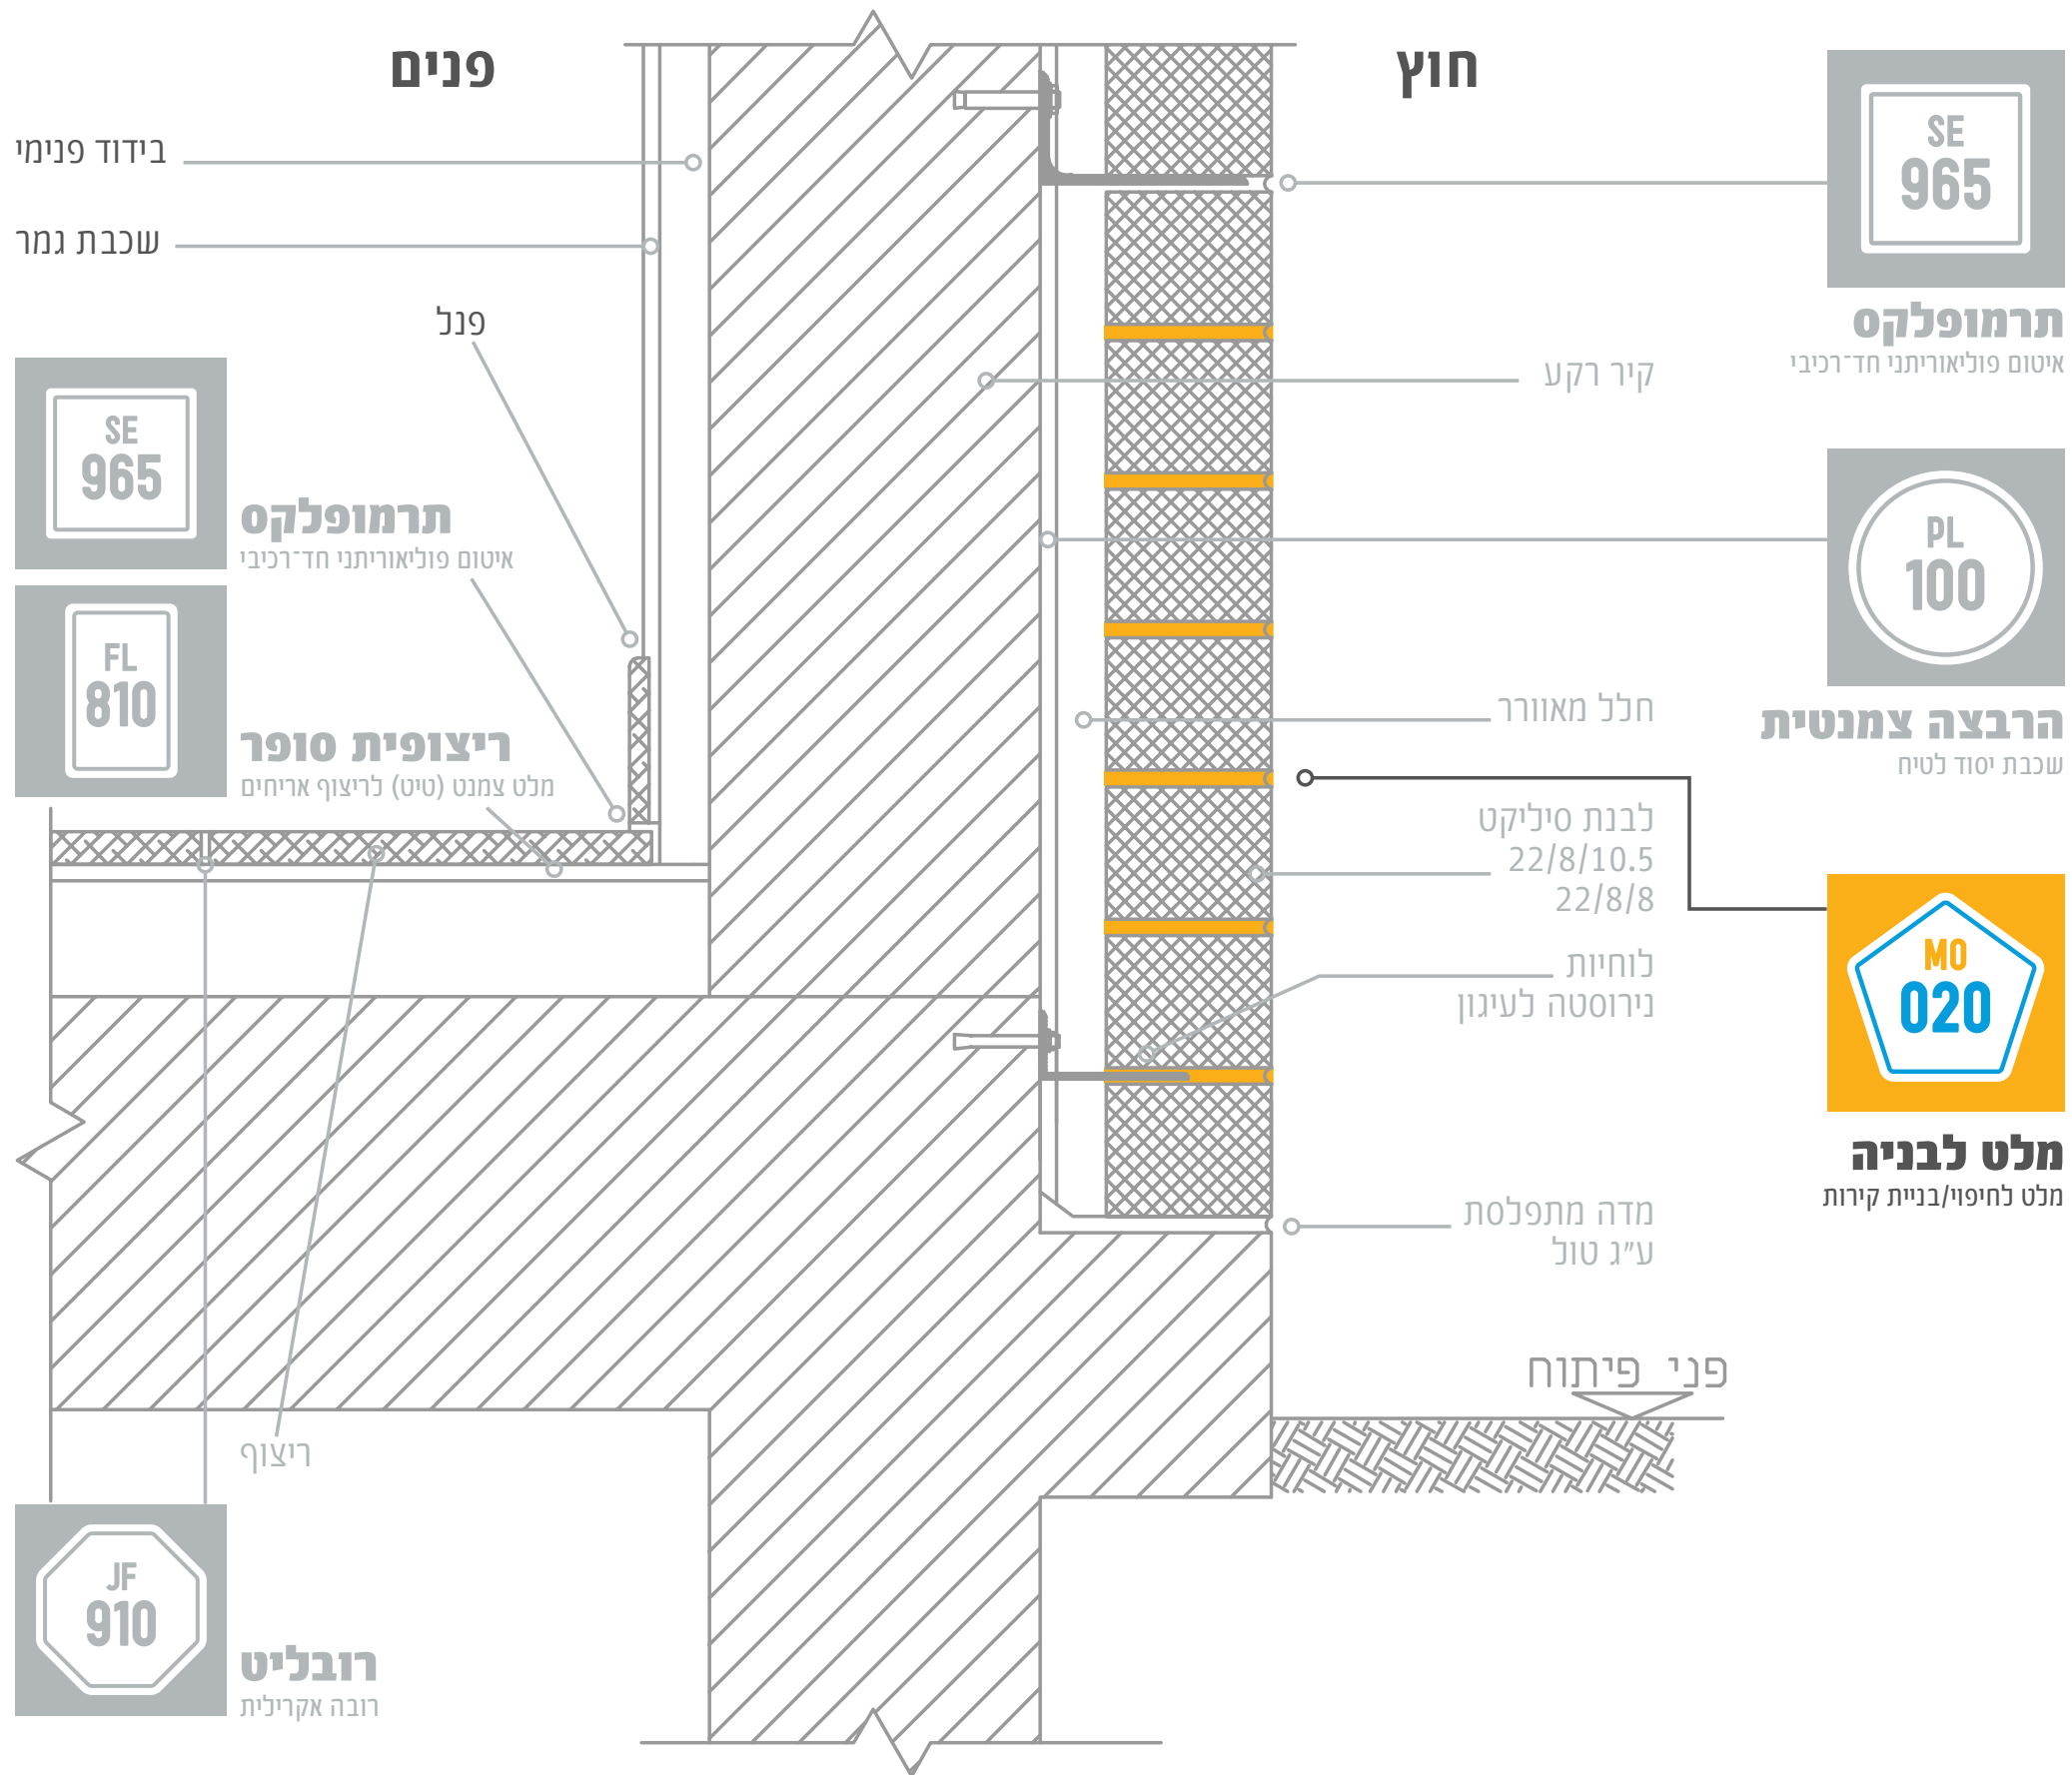 חוץ
פנים
SE
965
תרמופלקס
איטום פוליאוריתני חד־רכיבי
קיר רקע
PL
100
הרבצה צמנטית
שכבת יסוד לטיח
חלל מאוורר
לבנת סיליקט
22/8/10.5
22/8/8
MO
020
מלט לבניה
מלט לחיפוי/בניית קירות
לוחיות
נירוסטה לעיגון
מדה מתפלסת
ע״ג טול
פני פיתוח
בידוד פנימי
שכבת גמר
פנל
SE
965
תרמופלקס
איטום פוליאוריתני חד־רכיבי
FL
810
ריצופית סופר
מלט צמנט (טיט) לריצוף אריחים
ריצוף
JF
910
רובליט
רובה אקרילית